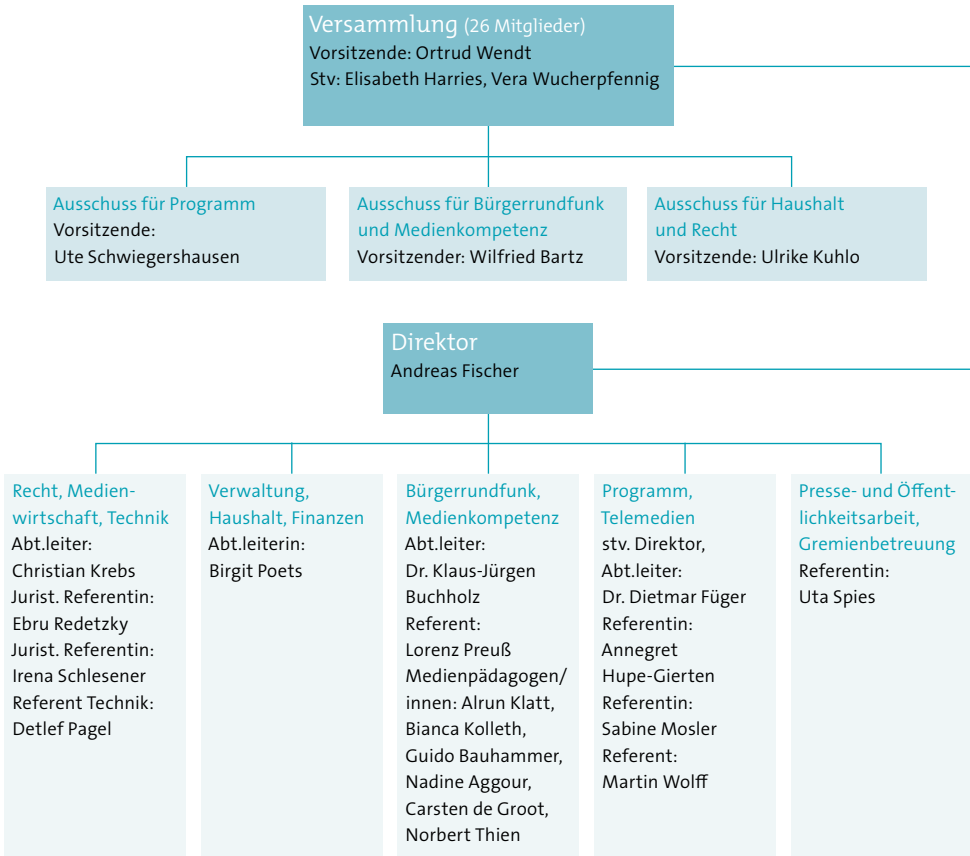 Versammlung (26 Mitglieder)
Vorsitzende: Ortrud Wendt
Stv: Elisabeth Harries, Vera Wucherpfennig
Ausschuss für Programm
Vorsitzende:
Ute Schwiegershausen
Ausschuss für Bürgerrundfunk
und Medienkompetenz
Vorsitzender: Wilfried Bartz
Ausschuss für Haushalt
und Recht
Vorsitzende: Ulrike Kuhlo
Direktor
Andreas Fischer
Recht, Medien-
wirtschaft, Technik
Abt.leiter:
Christian Krebs
Jurist. Referentin:
Ebru Redetzky
Jurist. Referentin:
Irena Schlesener
Referent Technik:
Detlef Pagel
Verwaltung,
Haushalt, Finanzen
Abt.leiterin:
Birgit Poets
Bürgerrundfunk,
Medienkompetenz
Abt.leiter:
Dr. Klaus-Jürgen
Buchholz
Referent:
Lorenz Preuß
Medienpädagogen/
innen: Alrun Klatt,
Bianca Kolleth,
Guido Bauhammer,
Nadine Aggour,
Carsten de Groot,
Norbert Thien
Programm,
Telemedien
stv. Direktor,
Abt.leiter:
Dr. Dietmar Füger
Referentin:
Annegret
Hupe-Gierten
Referentin:
Sabine Mosler
Referent:
Martin Wolff
Presse- und Öffent-
lichkeitsarbeit,
Gremienbetreuung
Referentin:
Uta Spies